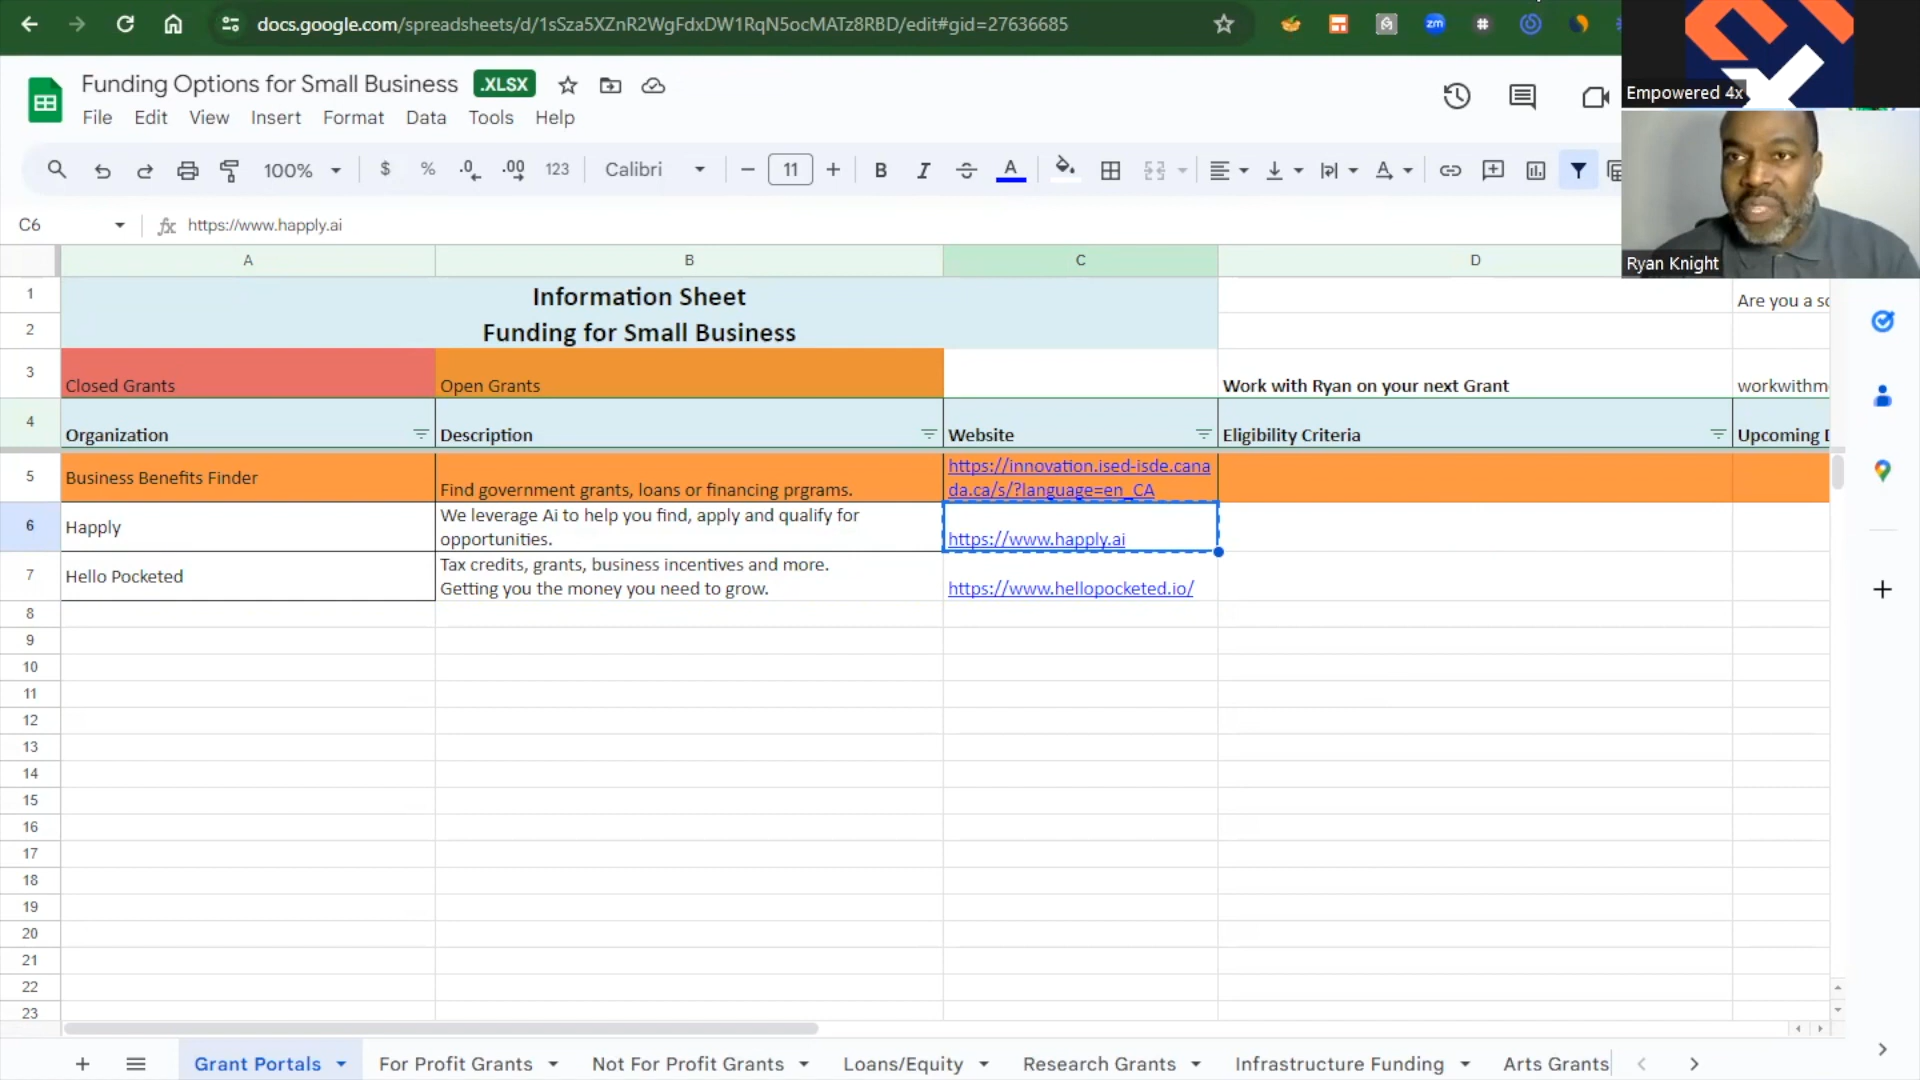 docs.google.com/spreadsheets/d/1sSza5XZnR2WgFdxDW1RqN5ocMATz8RBD/edit#gid=27636685
zm
Empowered 4x
Funding Options for Small Business .XLSX
File Edit View Insert Format Data Tools Help
100% $ % .0 .00 123 Calibri 11 B I A
Ryan Knight
C6 fx https://www.happly.ai
A B C D
1 Information Sheet Are you a so
2 Funding for Small Business
3 Closed Grants Open Grants Work with Ryan on your next Grant workwithm
4 Organization Description Website Eligibility Criteria Upcoming D
5 Business Benefits Finder Find government grants, loans or financing prgrams. https://innovation.ised-isde.cana
da.ca/s/?language=en_CA
6 Happly We leverage Ai to help you find, apply and qualify for
opportunities. https://www.happly.ai
7 Hello Pocketed Tax credits, grants, business incentives and more.
Getting you the money you need to grow. https://www.hellopocketed.io/
8
9
10
11
12
13
14
15
16
17
18
19
20
21
22
23
Grant Portals For Profit Grants Not For Profit Grants Loans/Equity Research Grants Infrastructure Funding Arts Grants